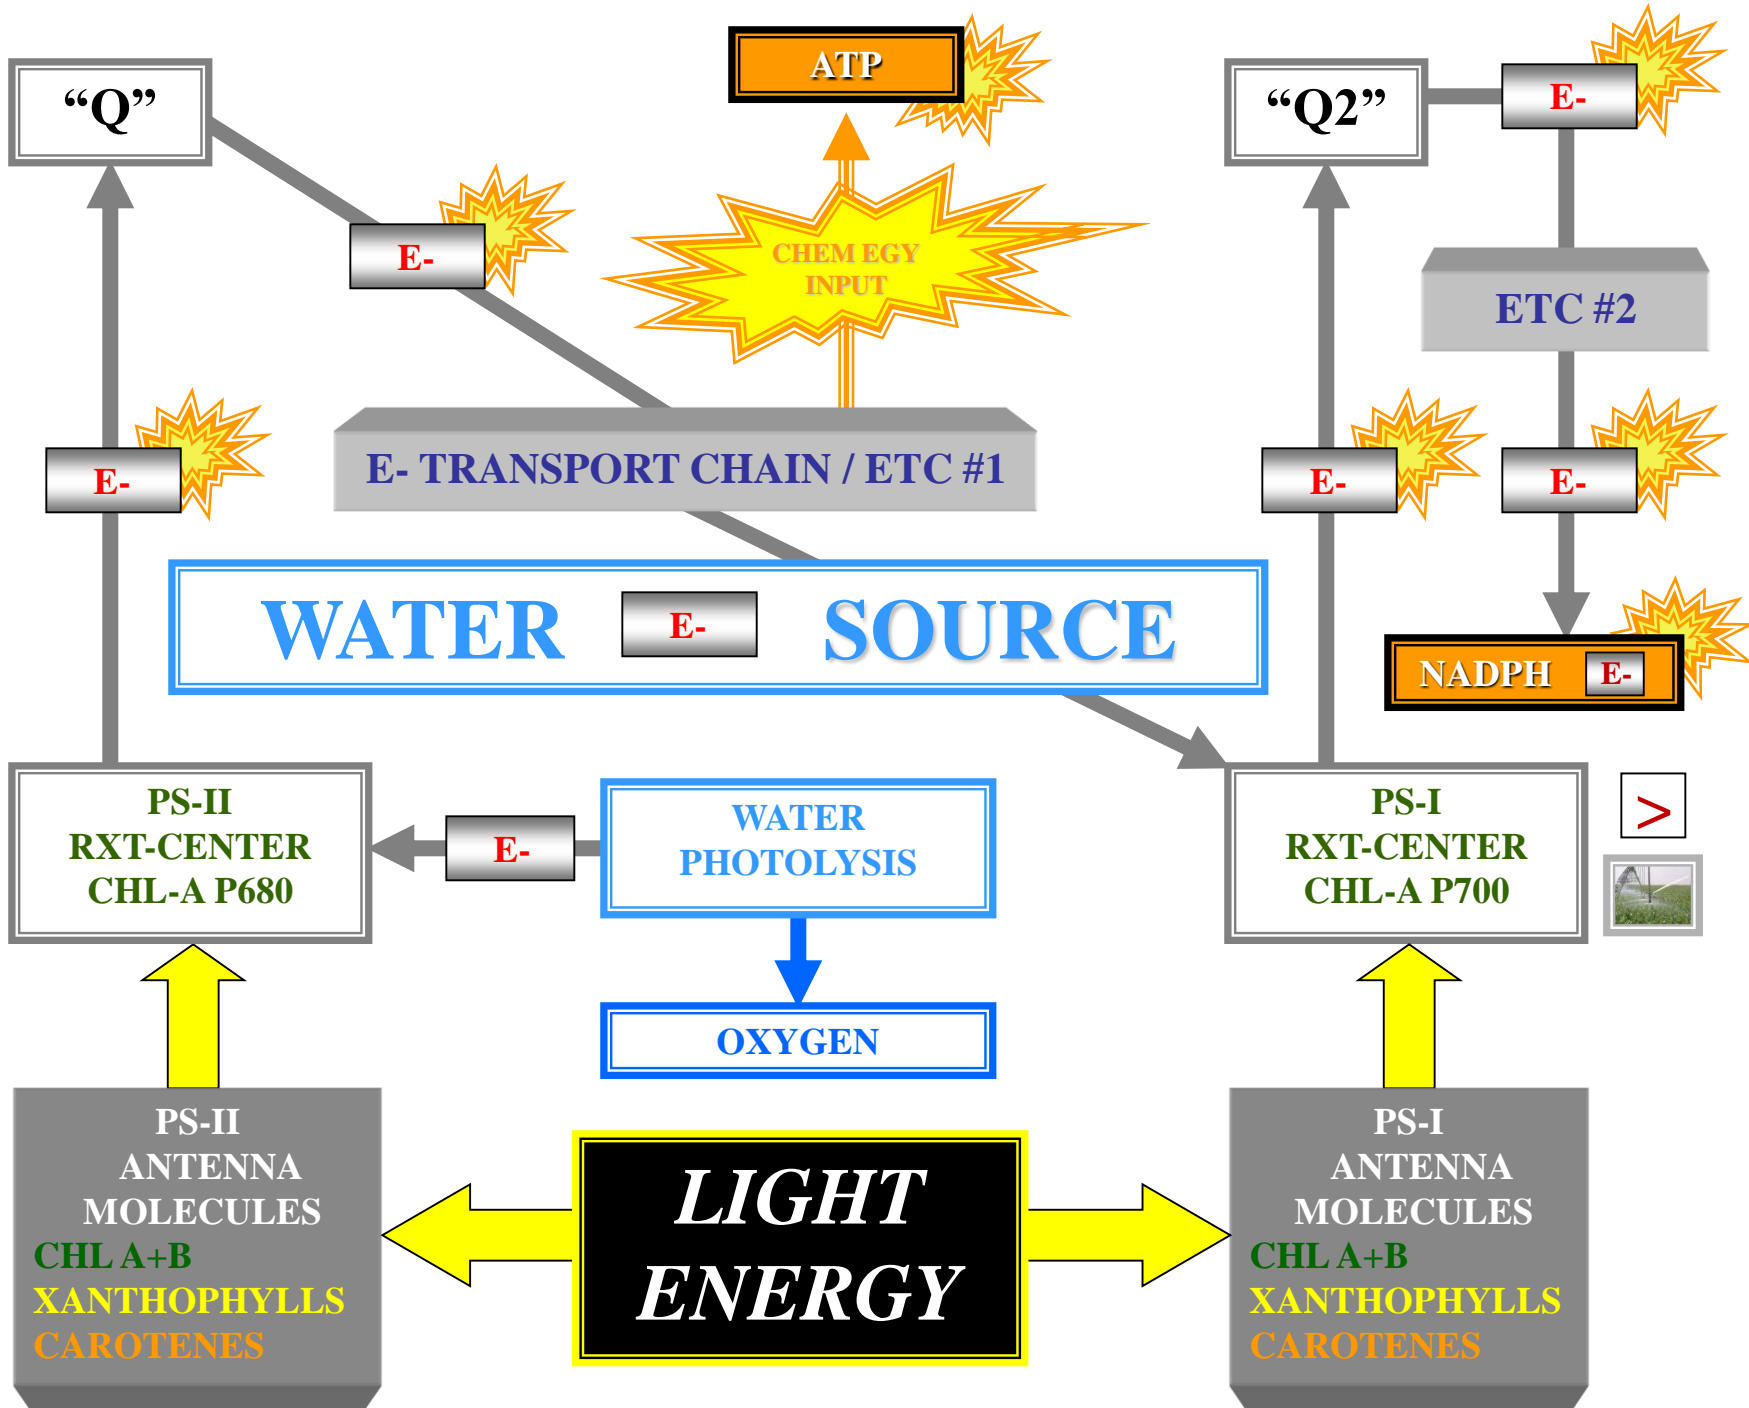 ATP
“Q”
“Q2”
E-
E-
CHEM EGY
INPUT
ETC #2
E- TRANSPORT CHAIN / ETC #1
E-
E-
E-
WATER E- SOURCE
NADPH E-
PS-II
RXT-CENTER
CHL-A P680
E-
WATER
PHOTOLYSIS
PS-I
RXT-CENTER
CHL-A P700
>
OXYGEN
PS-II
ANTENNA
MOLECULES
CHL A+B
XANTHOPHYLLS
CAROTENES
LIGHT
ENERGY
PS-I
ANTENNA
MOLECULES
CHL A+B
XANTHOPHYLLS
CAROTENES